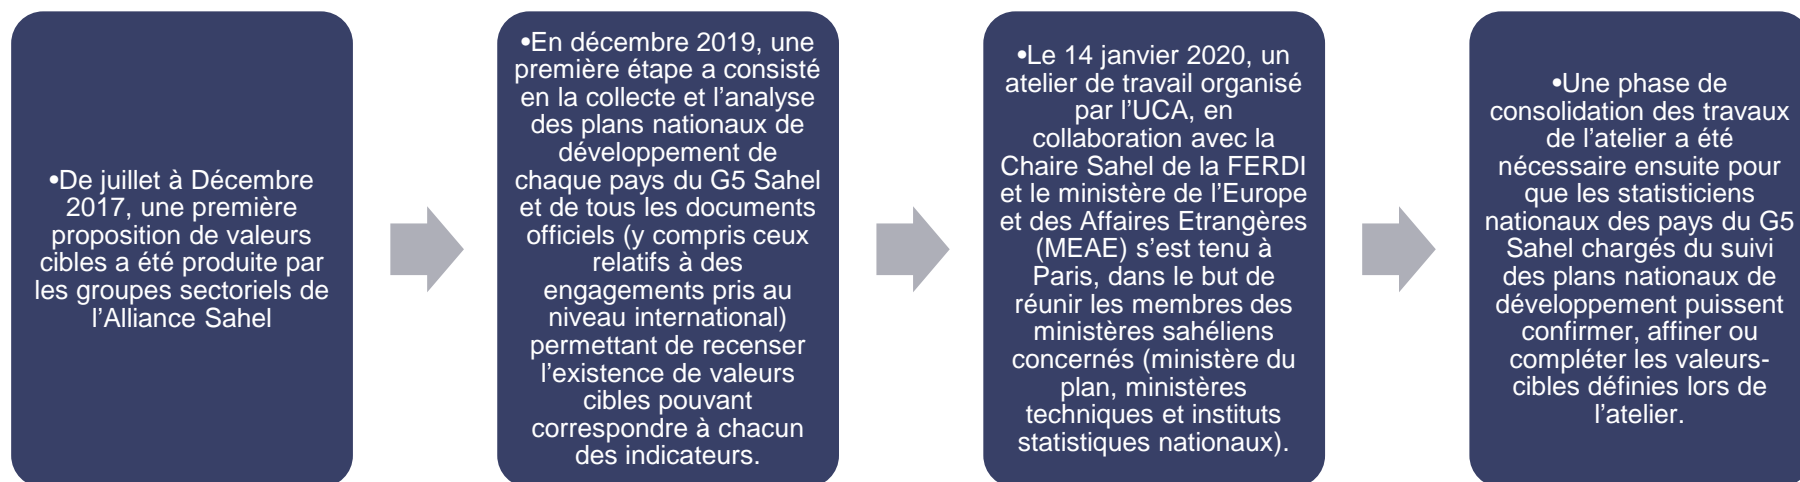 •De juillet à Décembre
2017, une première
proposition de valeurs
cibles a été produite par
les groupes sectoriels de
l’Alliance Sahel
•En décembre 2019, une
première étape a consisté
en la collecte et l’analyse
des plans nationaux de
développement de
chaque pays du G5 Sahel
et de tous les documents
officiels (y compris ceux
relatifs à des
engagements pris au
niveau international)
permettant de recenser
l’existence de valeurs
cibles pouvant
correspondre à chacun
des indicateurs.
•Le 14 janvier 2020, un
atelier de travail organisé
par l’UCA, en
collaboration avec la
Chaire Sahel de la FERDI
et le ministère de l’Europe
et des Affaires Etrangères
(MEAE) s’est tenu à
Paris, dans le but de
réunir les membres des
ministères sahéliens
concernés (ministère du
plan, ministères
techniques et instituts
statistiques nationaux).
•Une phase de
consolidation des travaux
de l’atelier a été
nécessaire ensuite pour
que les statisticiens
nationaux des pays du G5
Sahel chargés du suivi
des plans nationaux de
développement puissent
confirmer, affiner ou
compléter les valeurs-
cibles définies lors de
l’atelier.